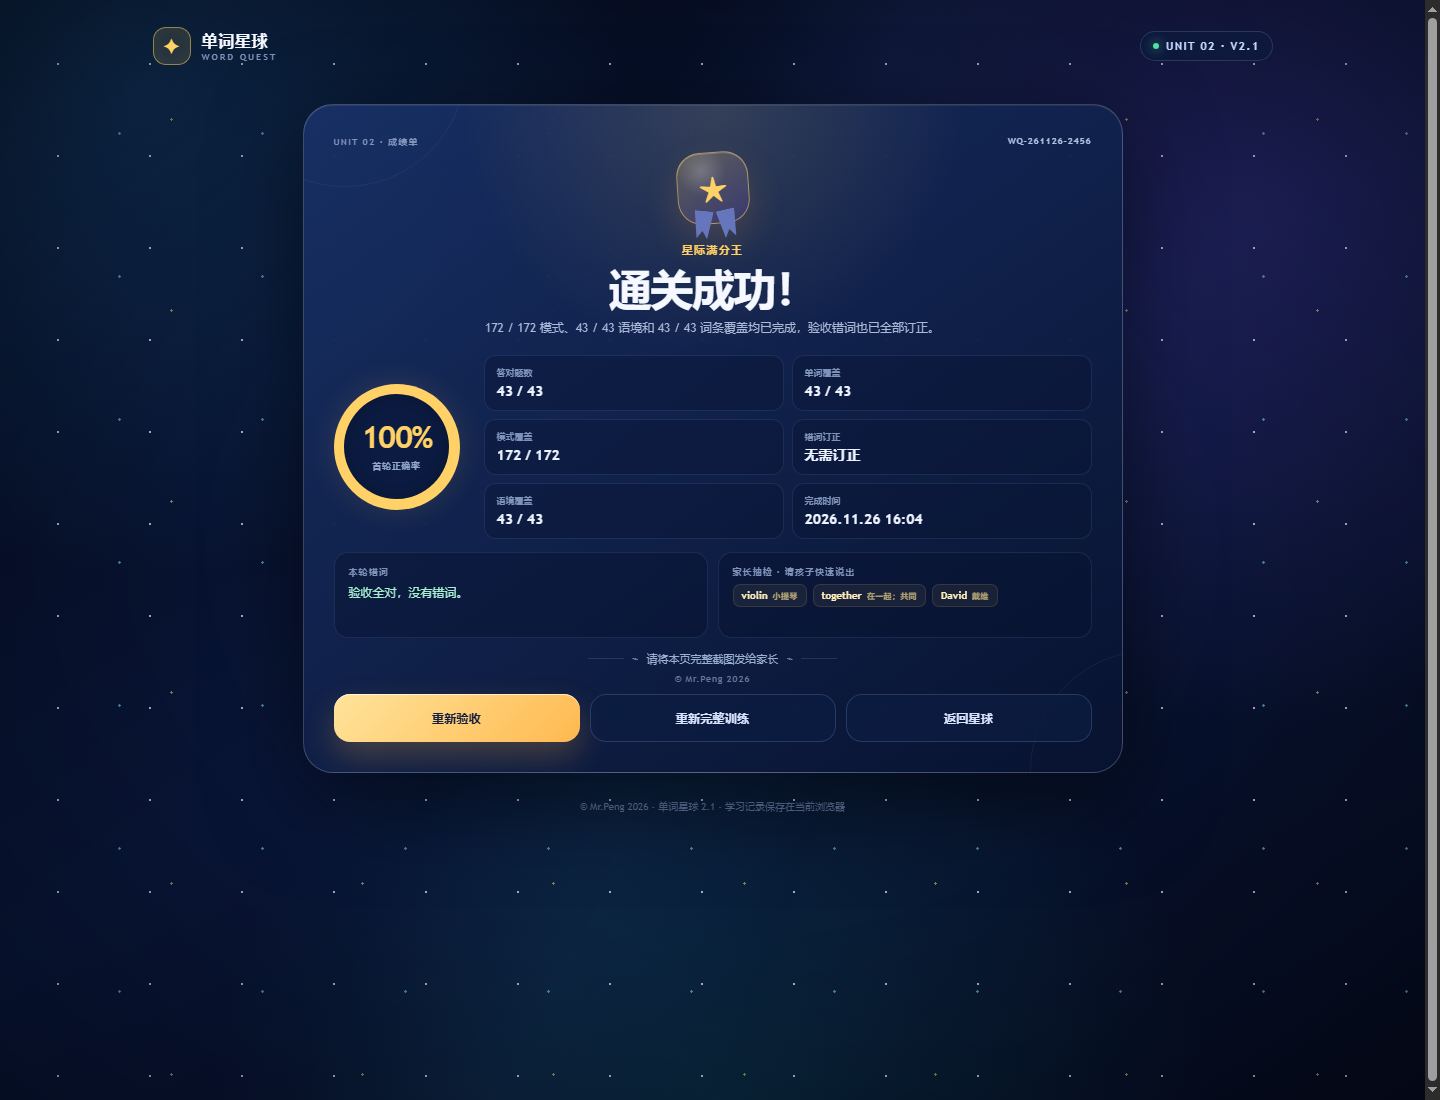 单词星球
WORD QUEST
UNIT 02 · V2.1
UNIT 02 · 成绩单
WQ-261126-2456
星际满分王
通关成功！
172 / 172 模式、43 / 43 语境和 43 / 43 词条覆盖均已完成，验收错词也已全部订正。
100%
首轮正确率
答对题数
43 / 43
单词覆盖
43 / 43
模式覆盖
172 / 172
错词订正
无需订正
语境覆盖
43 / 43
完成时间
2026.11.26 16:04
本轮错词
验收全对，没有错词。
家长抽检 · 请孩子快速说出
violin 小提琴
together 在一起；共同
David 戴维
~ 请将本页完整截图发给家长 ~
© Mr.Peng 2026
重新验收
重新完整训练
返回星球
© Mr.Peng 2026 · 单词星球 2.1 · 学习记录保存在当前浏览器